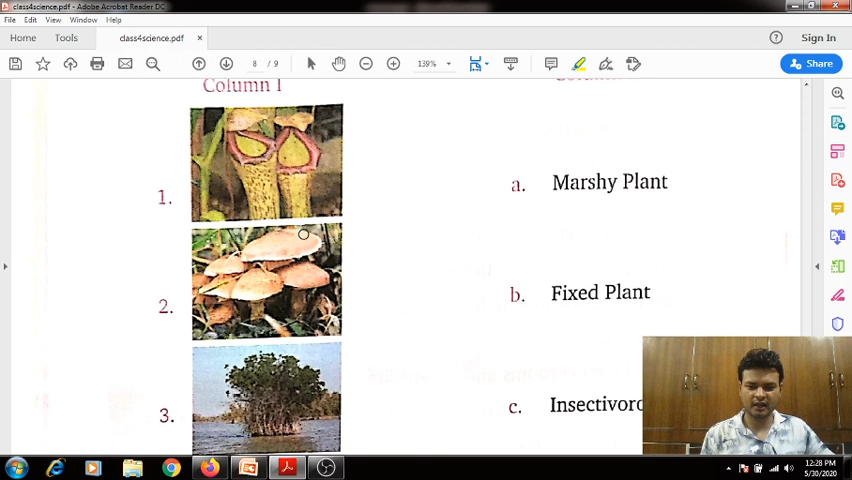 class4science.pdf - Adobe Acrobat Reader DC
File Edit View Window Help
Home Tools class4science.pdf × ? Sign In
8 / 9 139% Share
Column I
1. a. Marshy Plant
2. b. Fixed Plant
3. c.
12:28 PM
5/30/2020